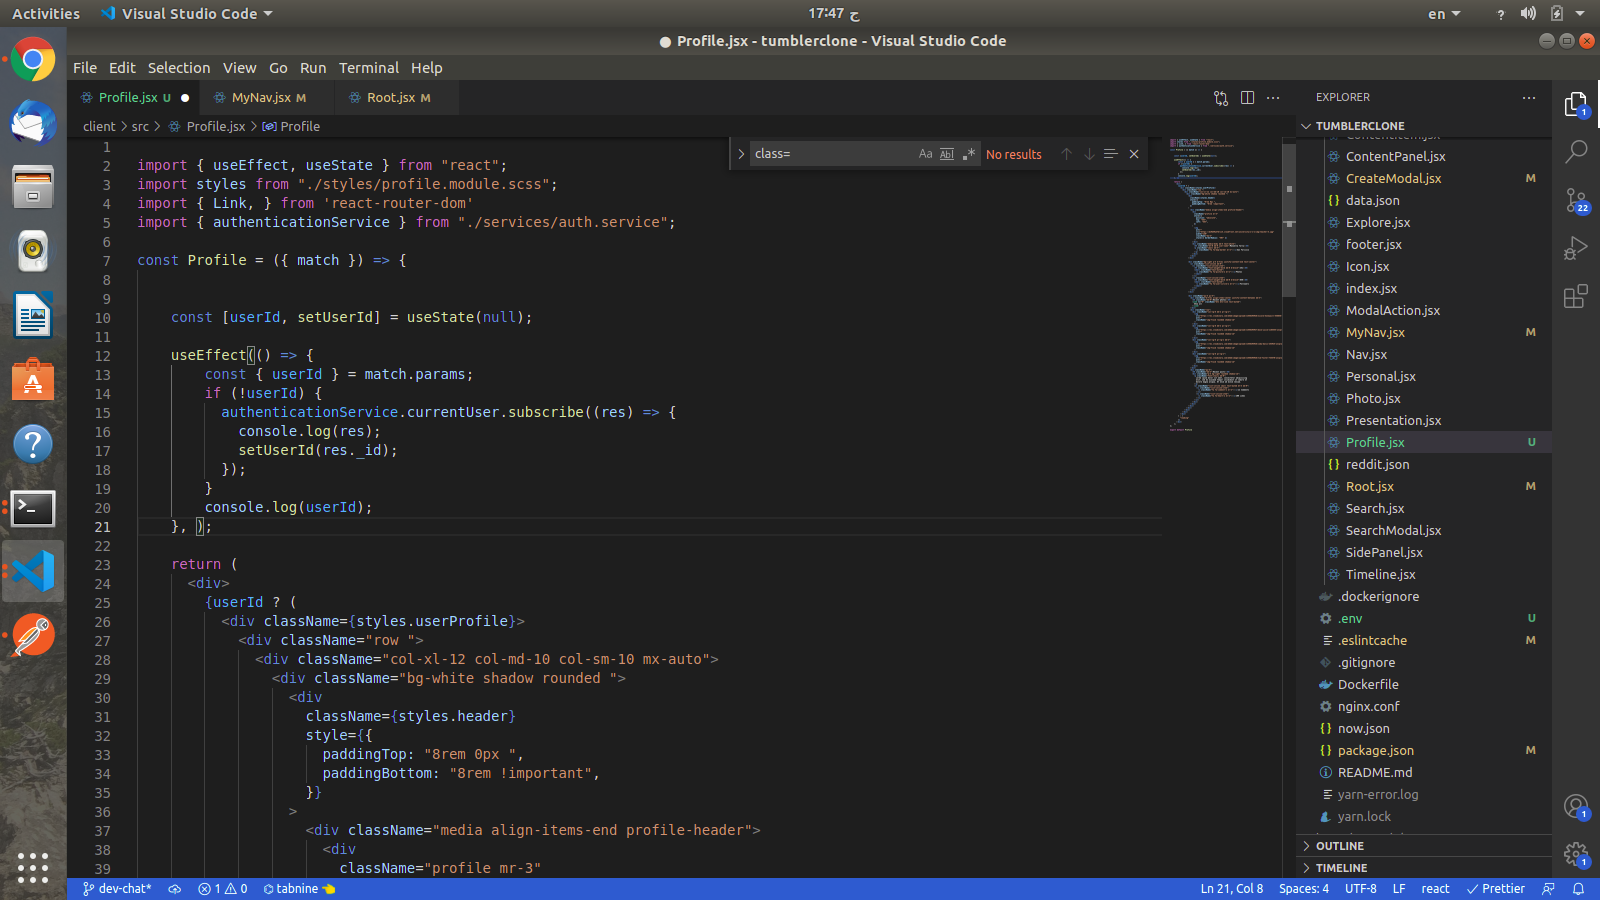 Activities
Visual Studio Code
17:47 ح
en
● Profile.jsx - tumblerclone - Visual Studio Code
File Edit Selection View Go Run Terminal Help
Profile.jsx U
MyNav.jsx M
Root.jsx M
client > src > Profile.jsx > Profile
class=
Aa Abl .*
No results
1
2 import { useEffect, useState } from "react";
3 import styles from "./styles/profile.module.scss";
4 import { Link, } from 'react-router-dom'
5 import { authenticationService } from "./services/auth.service";
6
7 const Profile = ({ match }) => {
8
9
10 const [userId, setUserId] = useState(null);
11
12 useEffect(() => {
13 const { userId } = match.params;
14 if (!userId) {
15 authenticationService.currentUser.subscribe((res) => {
16 console.log(res);
17 setUserId(res._id);
18 });
19 }
20 console.log(userId);
21 }, );
22
23 return (
24 <div>
25 {userId ? (
26 <div className={styles.userProfile}>
27 <div className="row ">
28 <div className="col-xl-12 col-md-10 col-sm-10 mx-auto">
29 <div className="bg-white shadow rounded ">
30 <div
31 className={styles.header}
32 style={{
33 paddingTop: "8rem 0px ",
34 paddingBottom: "8rem !important",
35 }}
36 >
37 <div className="media align-items-end profile-header">
38 <div
39 className="profile mr-3"
EXPLORER
TUMBLERCLONE
ContentPanel.jsx
CreateModal.jsx M
{} data.json
Explore.jsx
footer.jsx
Icon.jsx
index.jsx
ModalAction.jsx
MyNav.jsx M
Nav.jsx
Personal.jsx
Photo.jsx
Presentation.jsx
Profile.jsx U
{} reddit.json
Root.jsx M
Search.jsx
SearchModal.jsx
SidePanel.jsx
Timeline.jsx
.dockerignore
.env U
.eslintcache M
.gitignore
Dockerfile
nginx.conf
{} now.json
{} package.json M
README.md
yarn-error.log
yarn.lock
OUTLINE
TIMELINE
1
22
1
1
dev-chat*
1 0
tabnine
Ln 21, Col 8
Spaces: 4
UTF-8
LF
react
Prettier